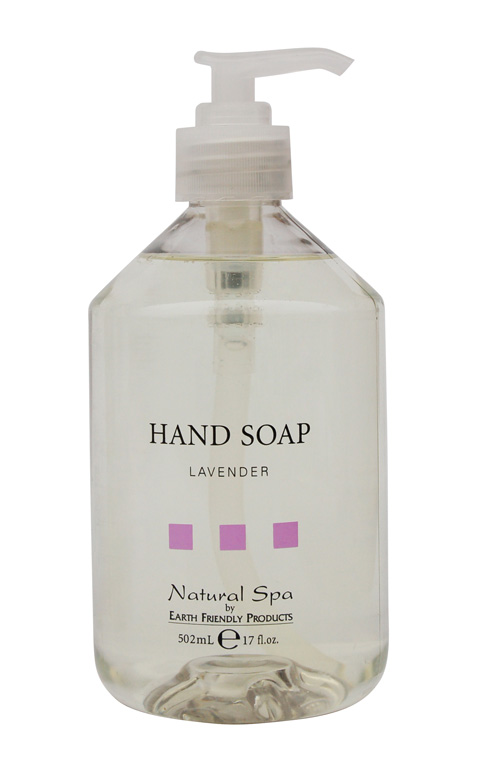 HAND SOAP
LAVENDER
Natural Spa
by
EARTH FRIENDLY PRODUCTS
502mL ℮ 17 fl.oz.